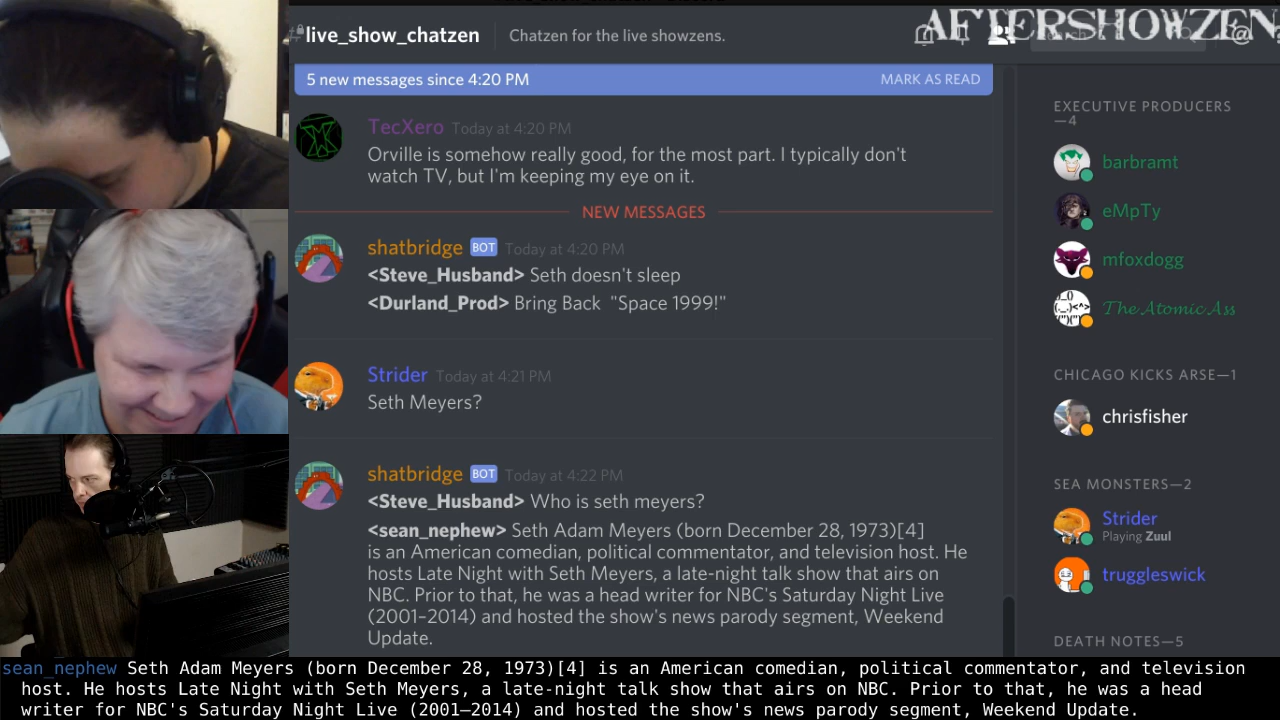 live_show_chatzen
Chatzen for the live showzens.
AFTERSHOWZEN
5 new messages since 4:20 PM
MARK AS READ
TecXero Today at 4:20 PM
Orville is somehow really good, for the most part. I typically don't
watch TV, but I'm keeping my eye on it.
NEW MESSAGES
shatbridge BOT Today at 4:20 PM
<Steve_Husband> Seth doesn't sleep
<Durland_Prod> Bring Back "Space 1999!"
Strider Today at 4:21 PM
Seth Meyers?
shatbridge BOT Today at 4:22 PM
<Steve_Husband> Who is seth meyers?
<sean_nephew> Seth Adam Meyers (born December 28, 1973)[4]
is an American comedian, political commentator, and television host. He
hosts Late Night with Seth Meyers, a late-night talk show that airs on
NBC. Prior to that, he was a head writer for NBC's Saturday Night Live
(2001–2014) and hosted the show's news parody segment, Weekend
Update.
EXECUTIVE PRODUCERS
—4
barbramt
eMpTy
mfoxdogg
The Atomic Ass
CHICAGO KICKS ARSE—1
chrisfisher
SEA MONSTERS—2
Strider
Playing Zuul
truggleswick
DEATH NOTES—5
sean_nephew Seth Adam Meyers (born December 28, 1973)[4] is an American comedian, political commentator, and television
host. He hosts Late Night with Seth Meyers, a late-night talk show that airs on NBC. Prior to that, he was a head
writer for NBC's Saturday Night Live (2001–2014) and hosted the show's news parody segment, Weekend Update.